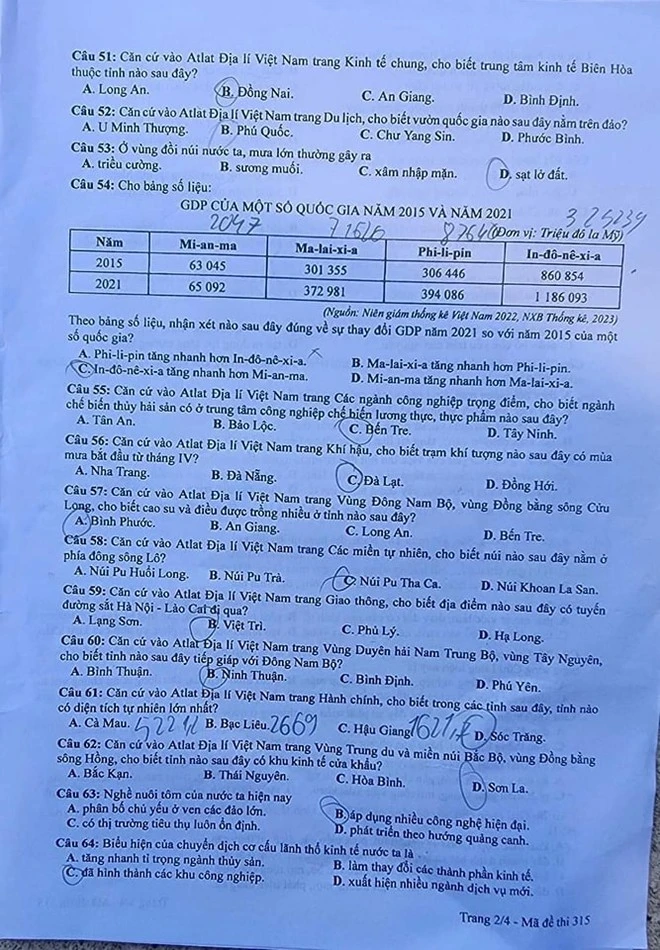 Câu 51: Căn cứ vào Atlat Địa lí Việt Nam trang Kinh tế chung, cho biết trung tâm kinh tế Biên Hòa
thuộc tỉnh nào sau đây?
A. Long An. B. Đồng Nai. C. An Giang. D. Bình Định.
Câu 52: Căn cứ vào Atlat Địa lí Việt Nam trang Du lịch, cho biết vườn quốc gia nào sau đây nằm trên đảo?
A. U Minh Thượng. B. Phú Quốc. C. Chư Yang Sin. D. Phước Bình.
Câu 53: Ở vùng đồi núi nước ta, mưa lớn thường gây ra
A. triều cường. B. sương muối. C. xâm nhập mặn. D. sạt lở đất.
Câu 54: Cho bảng số liệu:
GDP CỦA MỘT SỐ QUỐC GIA NĂM 2015 VÀ NĂM 2021
2047 71626 325239
(Đơn vị: Triệu đô la Mỹ)
Năm Mi-an-ma Ma-lai-xi-a Phi-li-pin In-đô-nê-xi-a
2015 63 045 301 355 306 446 860 854
2021 65 092 372 981 394 086 1 186 093
(Nguồn: Niên giám thống kê Việt Nam 2022, NXB Thống kê, 2023)
Theo bảng số liệu, nhận xét nào sau đây đúng về sự thay đổi GDP năm 2021 so với năm 2015 của một
số quốc gia?
A. Phi-li-pin tăng nhanh hơn In-đô-nê-xi-a. B. Ma-lai-xi-a tăng nhanh hơn Phi-li-pin.
C. In-đô-nê-xi-a tăng nhanh hơn Mi-an-ma. D. Mi-an-ma tăng nhanh hơn Ma-lai-xi-a.
Câu 55: Căn cứ vào Atlat Địa lí Việt Nam trang Các ngành công nghiệp trọng điểm, cho biết ngành
chế biến thủy hải sản có ở trung tâm công nghiệp chế biến lương thực, thực phẩm nào sau đây?
A. Tân An. B. Bảo Lộc. C. Bến Tre. D. Tây Ninh.
Câu 56: Căn cứ vào Atlat Địa lí Việt Nam trang Khí hậu, cho biết trạm khí tượng nào sau đây có mùa
mưa bắt đầu từ tháng IV?
A. Nha Trang. B. Đà Nẵng. C. Đà Lạt. D. Đồng Hới.
Câu 57: Căn cứ vào Atlat Địa lí Việt Nam trang Vùng Đông Nam Bộ, vùng Đồng bằng sông Cửu
Long, cho biết cao su và điều được trồng nhiều ở tỉnh nào sau đây?
A. Bình Phước. B. An Giang. C. Long An. D. Bến Tre.
Câu 58: Căn cứ vào Atlat Địa lí Việt Nam trang Các miền tự nhiên, cho biết núi nào sau đây nằm ở
phía đông sông Lô?
A. Núi Pu Huổi Long. B. Núi Pu Trà. C. Núi Pu Tha Ca. D. Núi Khoan La San.
Câu 59: Căn cứ vào Atlat Địa lí Việt Nam trang Giao thông, cho biết địa điểm nào sau đây có tuyến
đường sắt Hà Nội - Lào Cai đi qua?
A. Lạng Sơn. B. Việt Trì. C. Phủ Lý. D. Hạ Long.
Câu 60: Căn cứ vào Atlat Địa lí Việt Nam trang Vùng Duyên hải Nam Trung Bộ, vùng Tây Nguyên,
cho biết tỉnh nào sau đây tiếp giáp với Đông Nam Bộ?
A. Bình Thuận. B. Ninh Thuận. C. Bình Định. D. Phú Yên.
Câu 61: Căn cứ vào Atlat Địa lí Việt Nam trang Hành chính, cho biết trong các tỉnh sau đây, tỉnh nào
có diện tích tự nhiên lớn nhất?
A. Cà Mau. B. Bạc Liêu. 2669 C. Hậu Giang. D. Sóc Trăng.
Câu 62: Căn cứ vào Atlat Địa lí Việt Nam trang Vùng Trung du và miền núi Bắc Bộ, vùng Đồng bằng
sông Hồng, cho biết tỉnh nào sau đây có khu kinh tế cửa khẩu?
A. Bắc Kạn. B. Thái Nguyên. C. Hòa Bình. D. Sơn La.
Câu 63: Nghề nuôi tôm của nước ta hiện nay
A. phân bố chủ yếu ở ven các đảo lớn. B. áp dụng nhiều công nghệ hiện đại.
C. có thị trường tiêu thụ luôn ổn định. D. phát triển theo hướng quảng canh.
Câu 64: Biểu hiện của chuyển dịch cơ cấu lãnh thổ kinh tế nước ta là
A. tăng nhanh tỉ trọng ngành thủy sản. B. làm thay đổi các thành phần kinh tế.
C. đã hình thành các khu công nghiệp. D. xuất hiện nhiều ngành dịch vụ mới.
Trang 2/4 - Mã đề thi 315